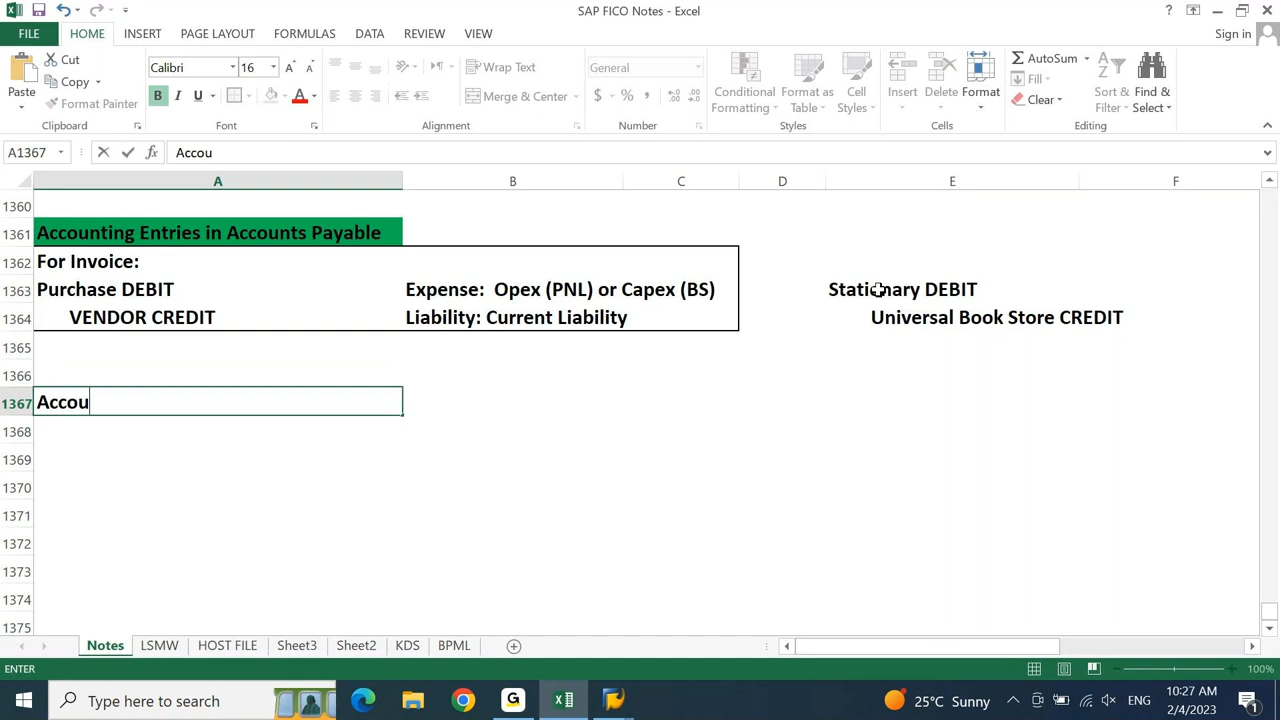 SAP FICO Notes - Excel
Sign in
FILE HOME INSERT PAGE LAYOUT FORMULAS DATA REVIEW VIEW
Paste
Cut
Copy
Format Painter
Clipboard
Calibri 16
B I U
Font
Wrap Text
Merge & Center
Alignment
General
$ % ,
Number
Conditional Formatting
Format as Table
Cell Styles
Styles
Insert Delete Format
Cells
AutoSum
Fill
Clear
Sort & Filter
Find & Select
Editing
A1367 fx Accou
A B C D E F
1360
1361 Accounting Entries in Accounts Payable
1362 For Invoice:
1363 Purchase DEBIT Expense: Opex (PNL) or Capex (BS) Stationary DEBIT
1364 VENDOR CREDIT Liability: Current Liability Universal Book Store CREDIT
1365
1366
1367 Accou
1368
1369
1370
1371
1372
1373
1374
1375
Notes LSMW HOST FILE Sheet3 Sheet2 KDS BPML
ENTER 100%
Type here to search
25°C Sunny
ENG
10:27 AM
2/4/2023
1